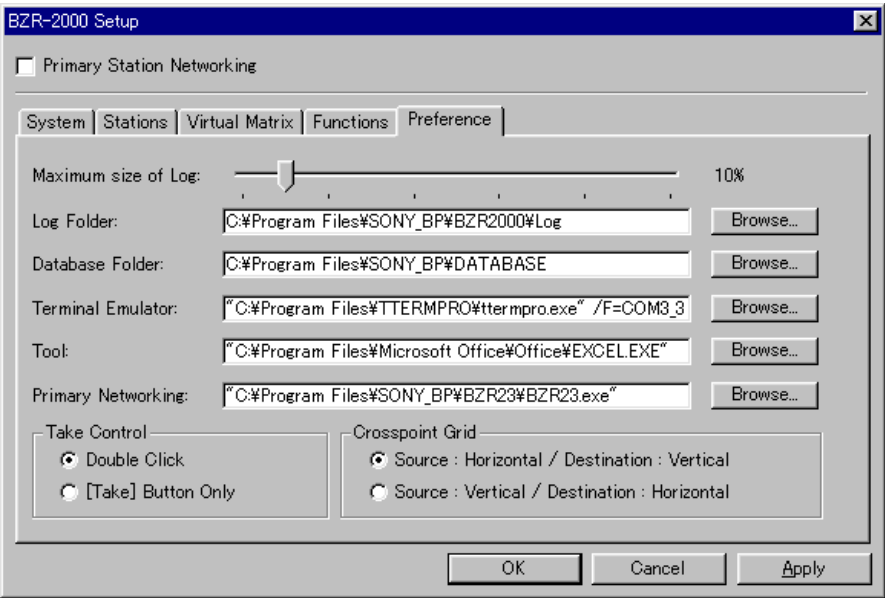 BZR-2000 Setup
Primary Station Networking
System Stations Virtual Matrix Functions Preference
Maximum size of Log: 10%
Log Folder: C:¥Program Files¥SONY_BP¥BZR2000¥Log Browse...
Database Folder: C:¥Program Files¥SONY_BP¥DATABASE Browse...
Terminal Emulator: "C:¥Program Files¥TTERMPRO¥ttermpro.exe" /F=COM3_3 Browse...
Tool: "C:¥Program Files¥Microsoft Office¥Office¥EXCEL.EXE" Browse...
Primary Networking: "C:¥Program Files¥SONY_BP¥BZR23¥BZR23.exe" Browse...
Take Control Crosspoint Grid
Double Click Source : Horizontal / Destination : Vertical
[Take] Button Only Source : Vertical / Destination : Horizontal
OK Cancel Apply